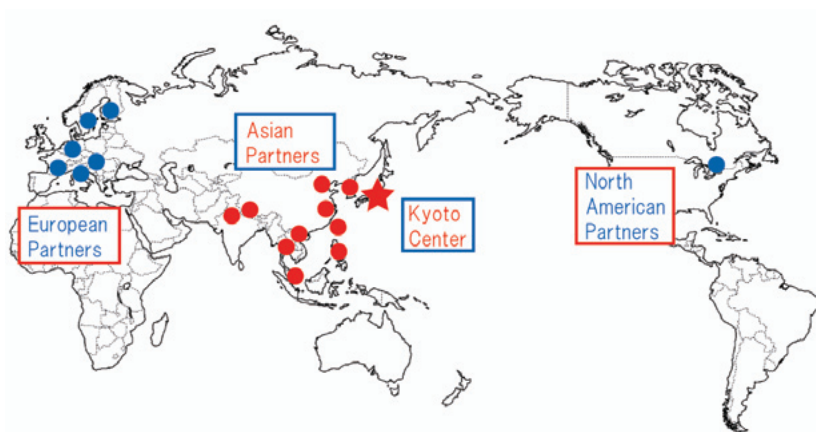 Asian
Partners
European
Partners
Kyoto
Center
North
American
Partners